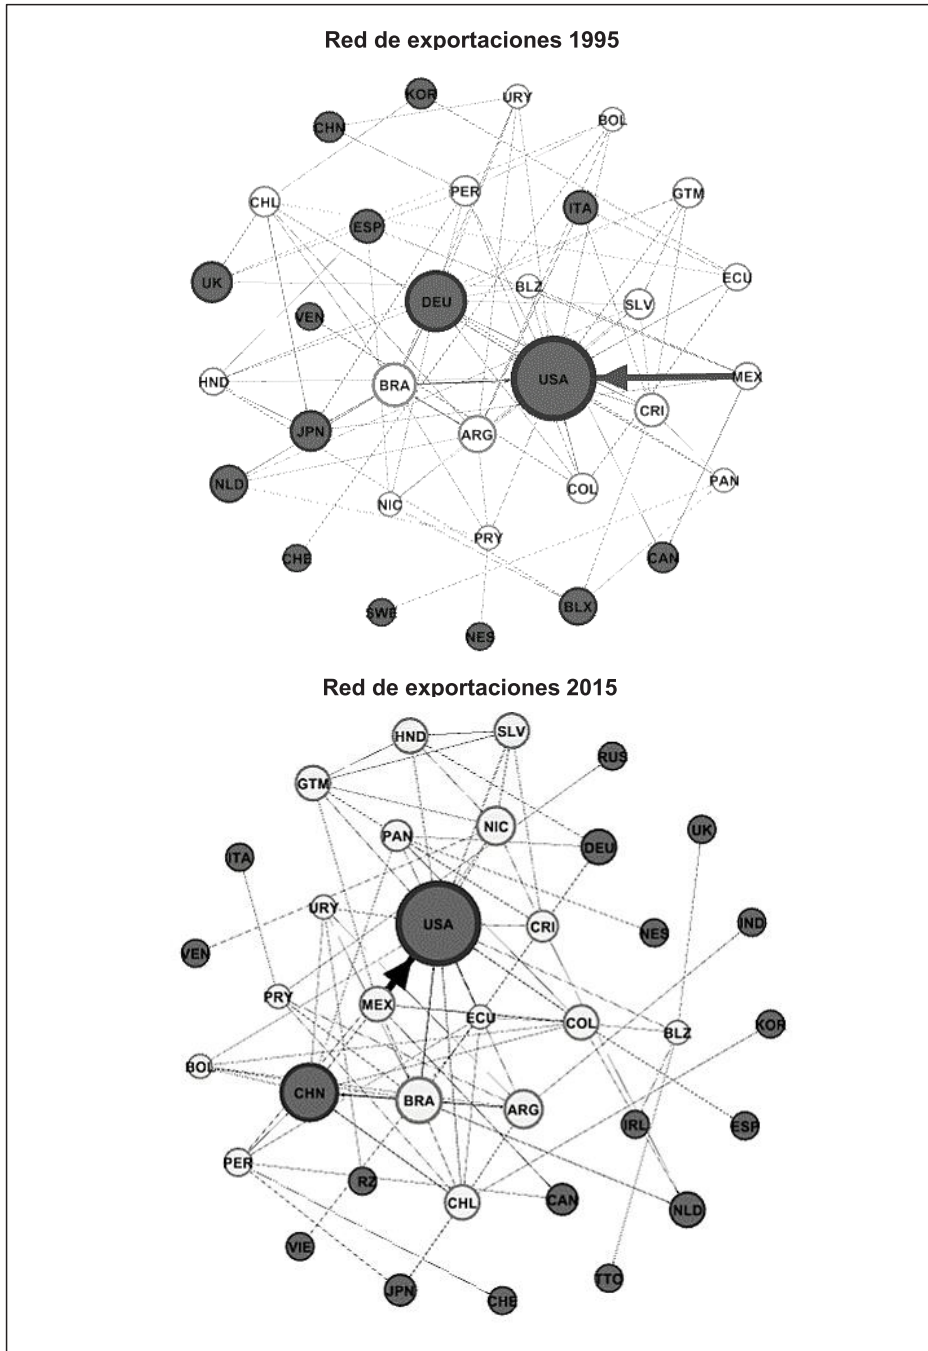 Red de exportaciones 1995
KOR
URY
BOL
CHN
PER
GTM
CHL
ITA
ESP
ECU
UK
BLZ
DEU
SLV
VEN
MEX
USA
HND
BRA
CRI
JPN
ARG
PAN
NLD
COL
NIC
PRY
CHE
CAN
BLX
SWE
NES
Red de exportaciones 2015
SLV
HND
RUS
GTM
NIC
UK
PAN
DEU
ITA
URY
USA
IND
CRI
NES
VEN
PRY
MEX
ECU
COL
KOR
BLZ
BOL
CHN
BRA
ARG
IRL
ESP
PER
RZ
CAN
CHL
NLD
VIE
TTO
JPN
CHE